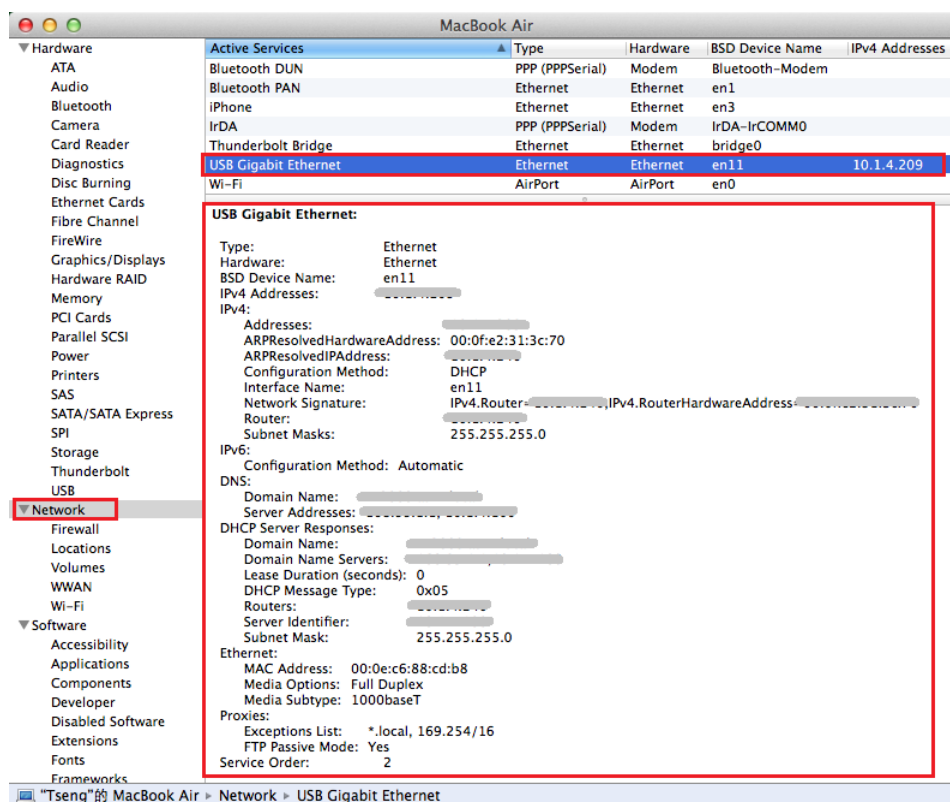 MacBook Air
Hardware
ATA
Audio
Bluetooth
Camera
Card Reader
Diagnostics
Disc Burning
Ethernet Cards
Fibre Channel
FireWire
Graphics/Displays
Hardware RAID
Memory
PCI Cards
Parallel SCSI
Power
Printers
SAS
SATA/SATA Express
SPI
Storage
Thunderbolt
USB
Network
Firewall
Locations
Volumes
WWAN
Wi-Fi
Software
Accessibility
Applications
Components
Developer
Disabled Software
Extensions
Fonts
Frameworks
Active Services Type Hardware BSD Device Name IPv4 Addresses
Bluetooth DUN PPP (PPPSerial) Modem Bluetooth-Modem
Bluetooth PAN Ethernet Ethernet en1
iPhone Ethernet Ethernet en3
IrDA PPP (PPPSerial) Modem IrDA-IrCOMM0
Thunderbolt Bridge Ethernet Ethernet bridge0
USB Gigabit Ethernet Ethernet Ethernet en11 10.1.4.209
Wi-Fi AirPort AirPort en0
USB Gigabit Ethernet:
Type: Ethernet
Hardware: Ethernet
BSD Device Name: en11
IPv4 Addresses:
IPv4:
Addresses:
ARPResolvedHardwareAddress: 00:0f:e2:31:3c:70
ARPResolvedIPAddress:
Configuration Method: DHCP
Interface Name: en11
Network Signature: IPv4.Router= ,IPv4.RouterHardwareAddress=
Router:
Subnet Masks: 255.255.255.0
IPv6:
Configuration Method: Automatic
DNS:
Domain Name:
Server Addresses:
DHCP Server Responses:
Domain Name:
Domain Name Servers:
Lease Duration (seconds): 0
DHCP Message Type: 0x05
Routers:
Server Identifier:
Subnet Mask: 255.255.255.0
Ethernet:
MAC Address: 00:0e:c6:88:cd:b8
Media Options: Full Duplex
Media Subtype: 1000baseT
Proxies:
Exceptions List: *.local, 169.254/16
FTP Passive Mode: Yes
Service Order: 2
"Tseng"的 MacBook Air ▸ Network ▸ USB Gigabit Ethernet